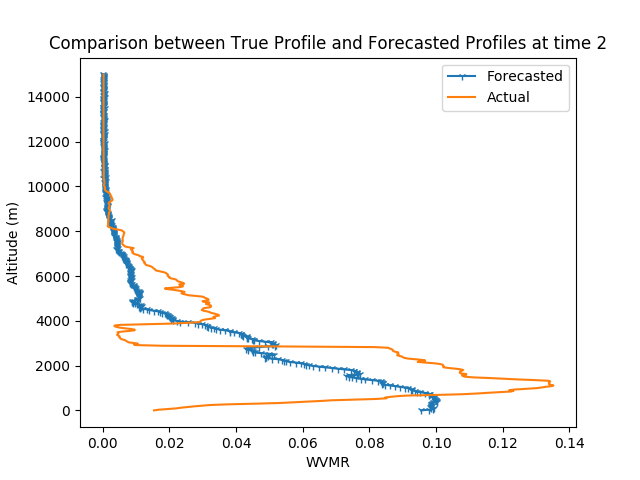 Comparison between True Profile and Forecasted Profiles at time 2
Forecasted
Actual
Altitude (m)
14000
12000
10000
8000
6000
4000
2000
0
0.00 0.02 0.04 0.06 0.08 0.10 0.12 0.14
WVMR